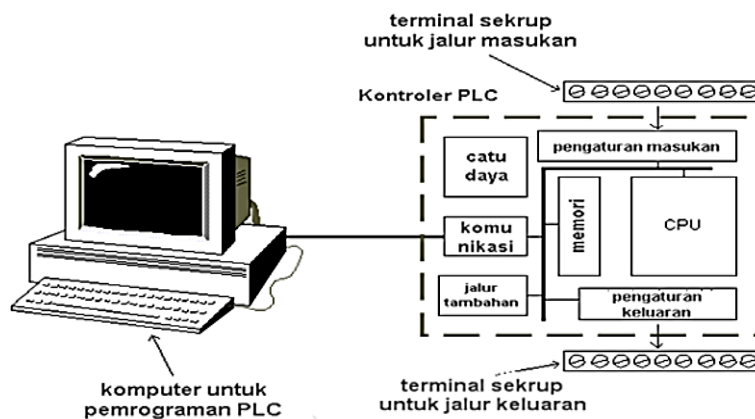 terminal sekrup
untuk jalur masukan
Kontroler PLC
pengaturan masukan
catu
daya
memori
CPU
komu
nikasi
jalur
tambahan
pengaturan
keluaran
komputer untuk
pemrograman PLC
terminal sekrup
untuk jalur keluaran